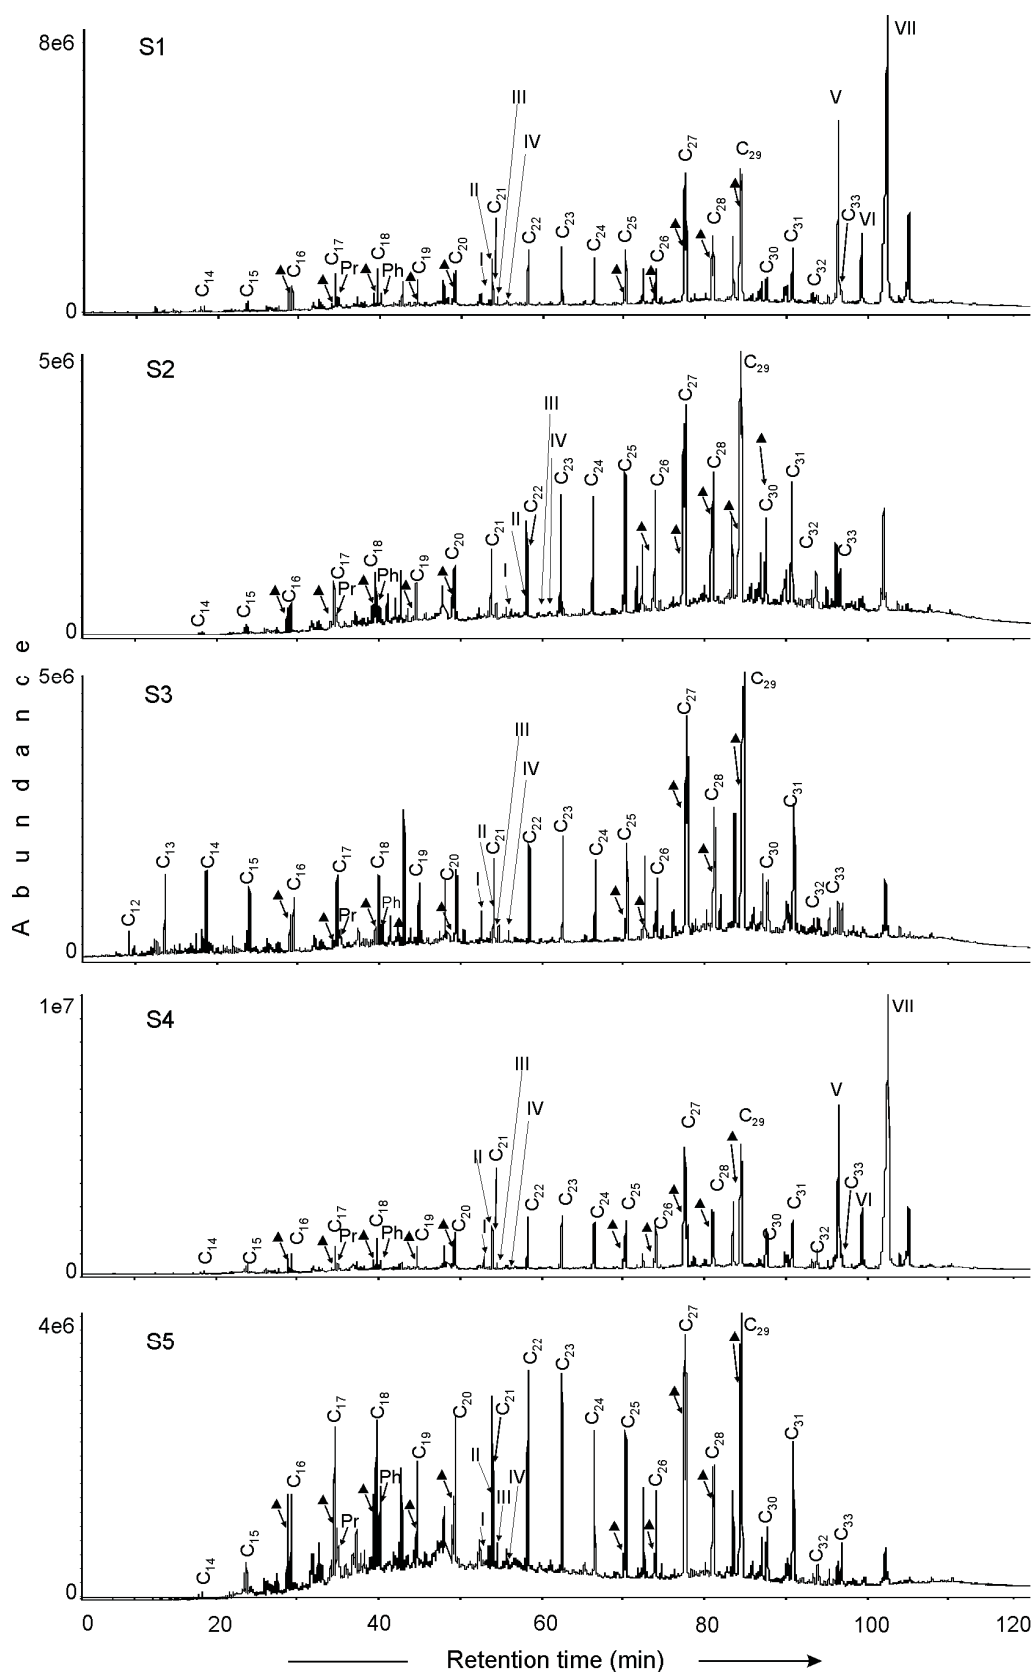 8e6
S1
VII
III
V
IV
C27
C29
II
C21
C33
VI
C22
C23
C24
C25
C28
C31
C14
C15
C16
C17
Pr
C18
Ph
C19
C20
I
C26
C30
C32
0
5e6
S2
C29
C27
III
IV
C23
C24
C25
C26
C28
C31
C30
II
C22
C21
C20
C32
C33
C14
C15
C16
C17
Pr
C18
Ph
C19
I
0
Abundance
5e6
S3
C29
C27
III
IV
C28
C31
C12
C13
C14
C15
C16
C17
Pr
C18
Ph
C19
C20
I
II
C21
C22
C23
C24
C25
C26
C30
C32
C33
0
1e7
S4
VII
III
V
IV
C27
C29
II
C21
C22
C23
C24
C25
C28
C31
C33
VI
C14
C15
C16
C17
Pr
C18
Ph
C19
C20
I
C26
C30
C32
0
4e6
S5
C27
C29
C22
C23
C17
C18
C20
C21
C24
C25
C31
C19
II
IV
III
C28
C16
Ph
Pr
I
C26
C30
C33
C32
C15
C14
0
0 20 40 60 80 100 120
Retention time (min)